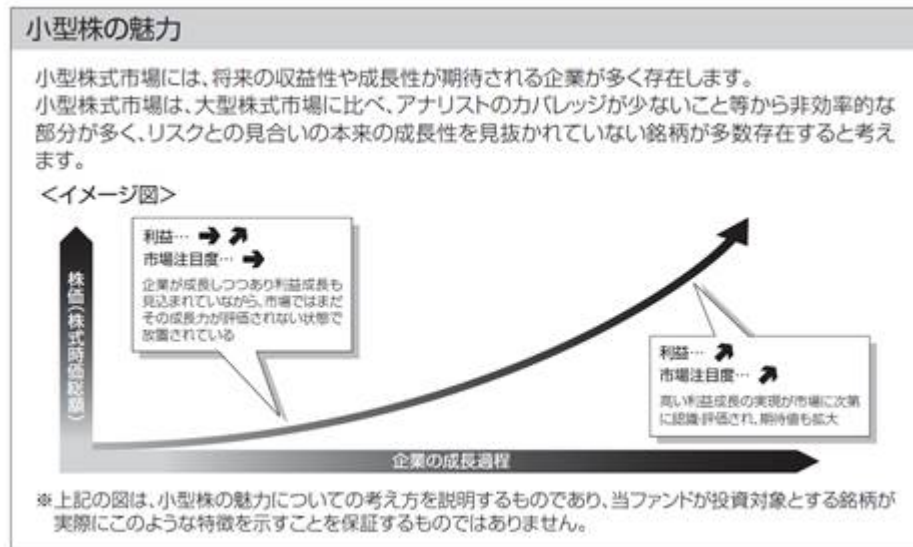 小型株の魅力
小型株式市場には、将来の収益性や成長性が期待される企業が多く存在します。
小型株式市場は、大型株式市場に比べ、アナリストのカバレッジが少ないこと等から非効率的な
部分が多く、リスクとの見合いの本来の成長性を見抜かれていない銘柄が多数存在すると考え
ます。
＜イメージ図＞
利益… ➡ ⬈
市場注目度… ➡
企業が成長しつつあり利益成長も
見込まれていながら、市場ではまだ
その成長力が評価されない状態で
放置されている
株価(株式時価総額)
利益… ⬈
市場注目度… ⬈
高い利益成長の実現が市場に次第
に認識・評価され、期待値も拡大
企業の成長過程
※上記の図は、小型株の魅力についての考え方を説明するものであり、当ファンドが投資対象とする銘柄が
実際にこのような特徴を示すことを保証するものではありません。